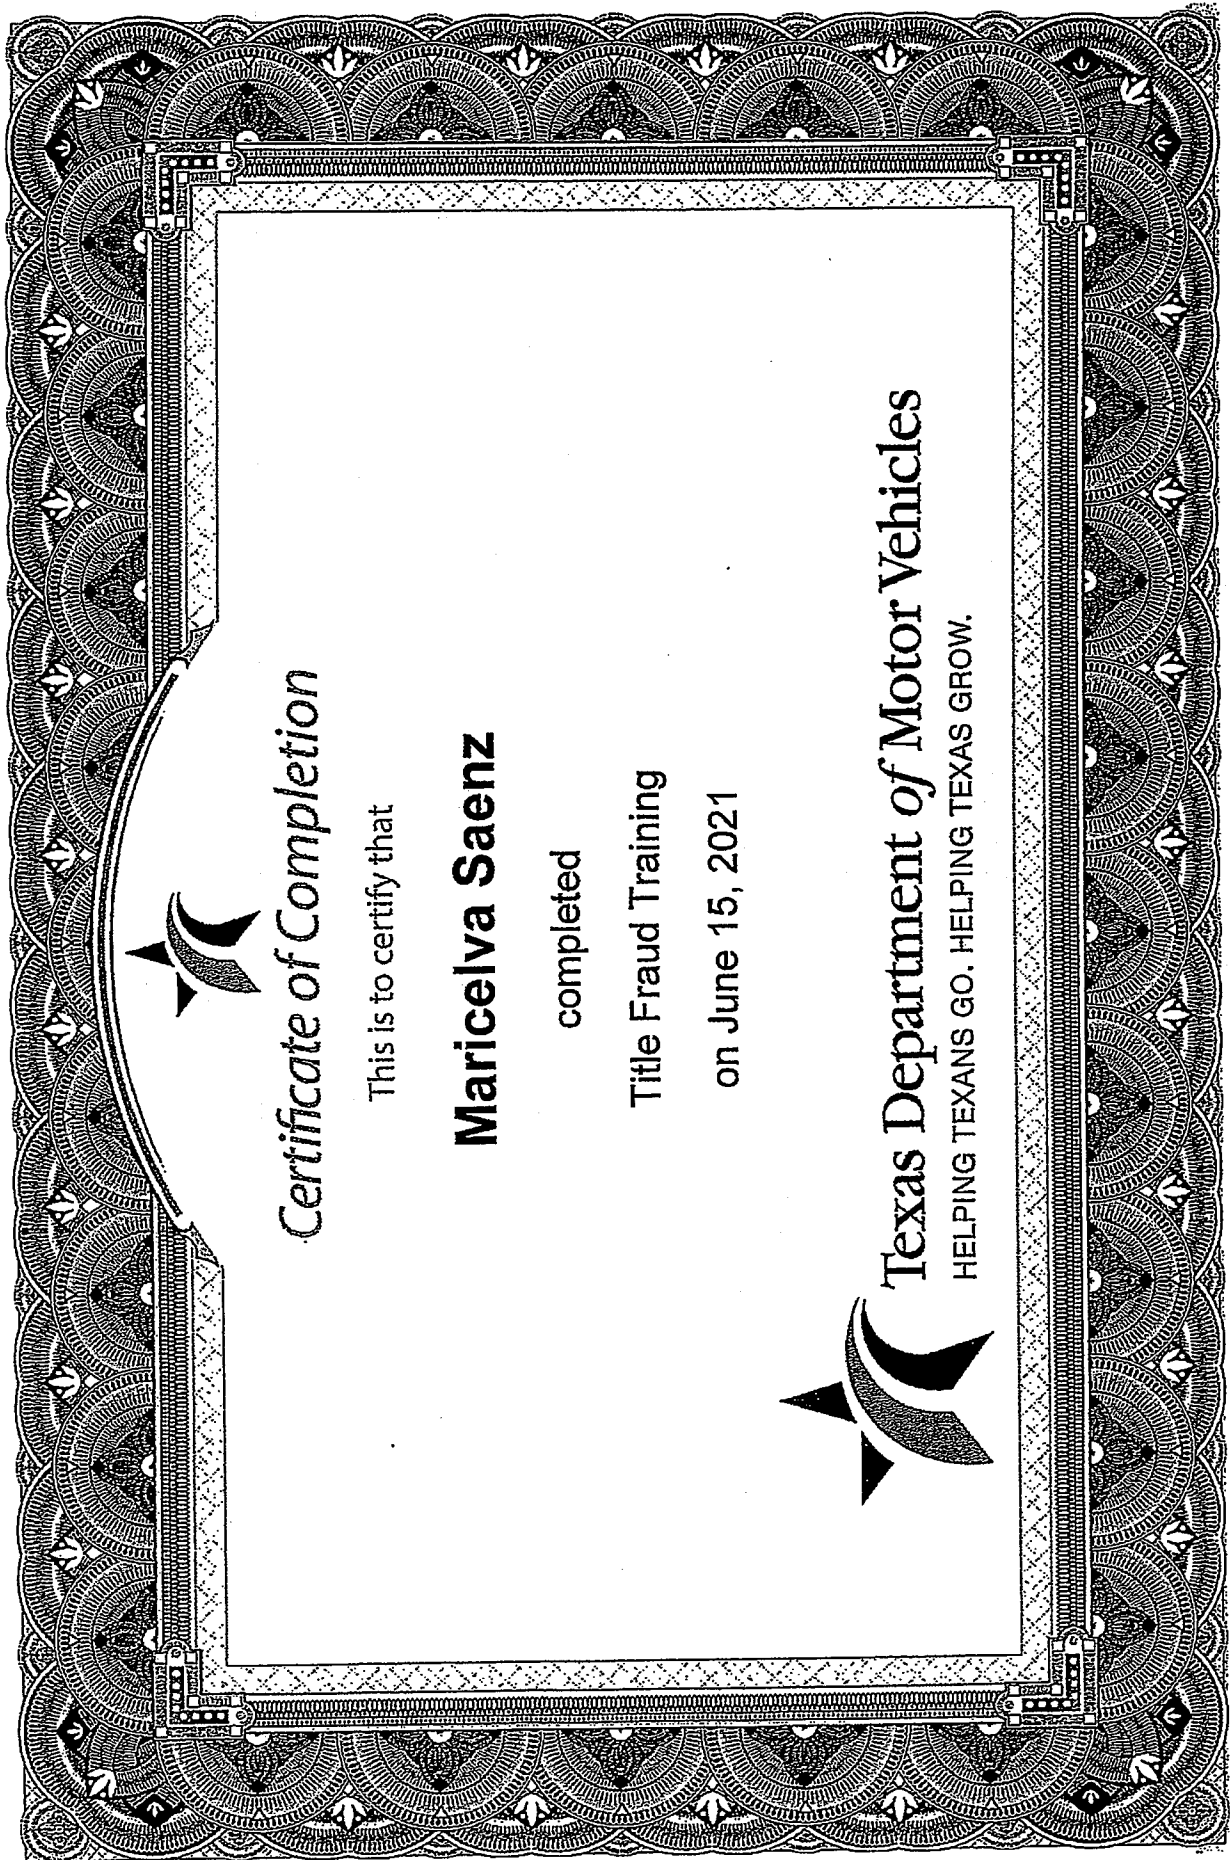 Certificate of Completion
This is to certify that
Maricelva Saenz
completed
Title Fraud Training
on June 15, 2021
Texas Department of Motor Vehicles
HELPING TEXANS GO. HELPING TEXAS GROW.